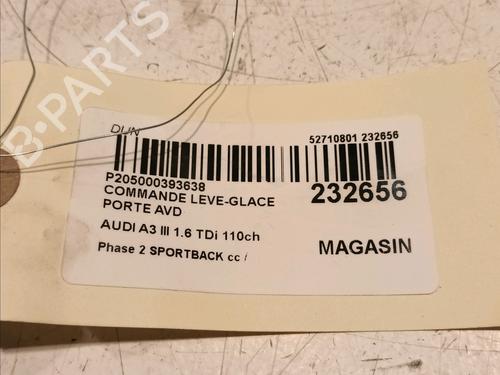 B-PARTS
DUN
52710801 232656
P205000393638
232656
COMMANDE LEVE-GLACE
PORTE AVD
AUDI A3 III 1.6 TDi 110ch
MAGASIN
Phase 2 SPORTBACK cc /